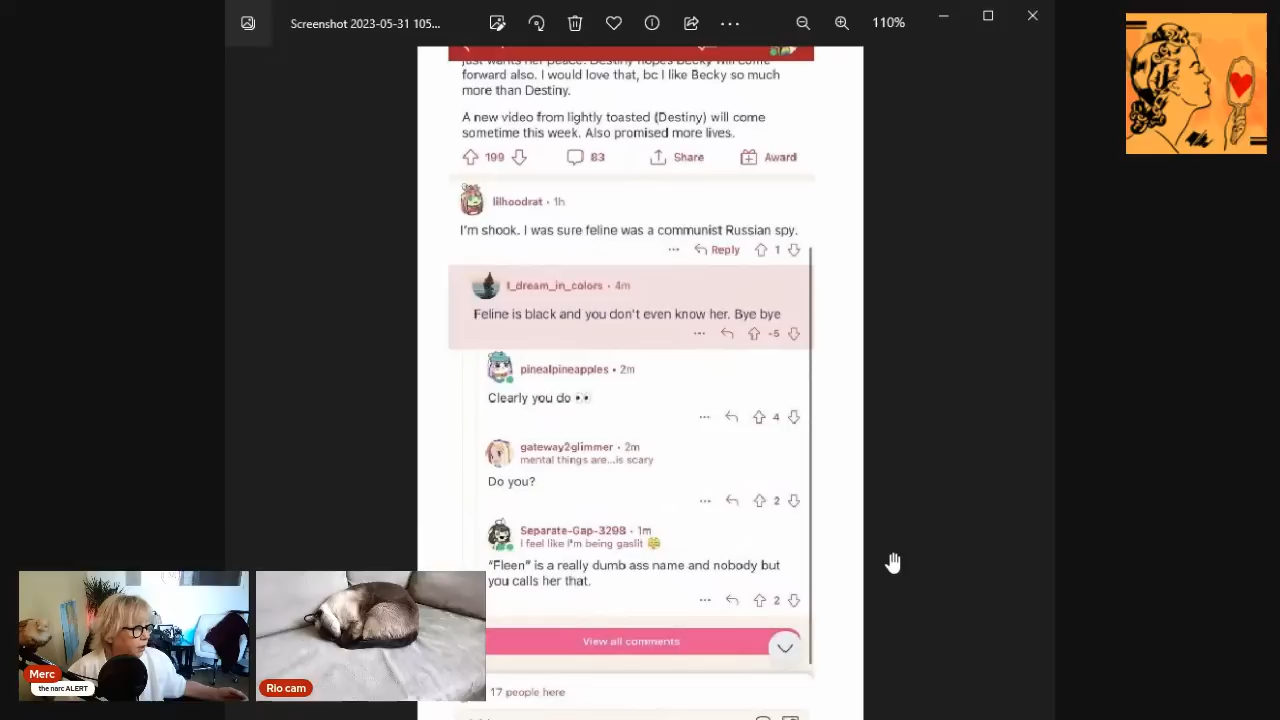 Screenshot 2023-05-31 105...
110%
just wants her peace. Destiny hopes Becky will come
forward also. I would love that, bc I like Becky so much
more than Destiny.
A new video from lightly toasted (Destiny) will come
sometime this week. Also promised more lives.
199
83
Share
Award
lilhoodrat • 1h
I'm shook. I was sure feline was a communist Russian spy.
Reply
1
I_dream_in_colors • 4m
Feline is black and you don't even know her. Bye bye
-5
pinealpineapples • 2m
Clearly you do 👀
4
gateway2glimmer • 2m
mental things are...is scary
Do you?
2
Separate-Gap-3298 • 1m
I feel like i'm being gaslit
"Fleen" is a really dumb ass name and nobody but
you calls her that.
2
View all comments
17 people here
Merc
the narc ALERT
Rio cam